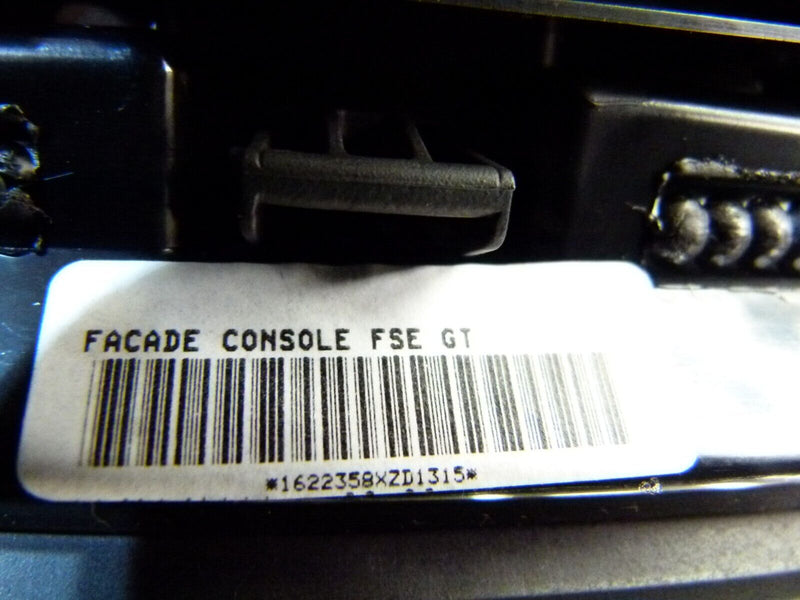 FACADE CONSOLE FSE GT
*1622358XZD1315*